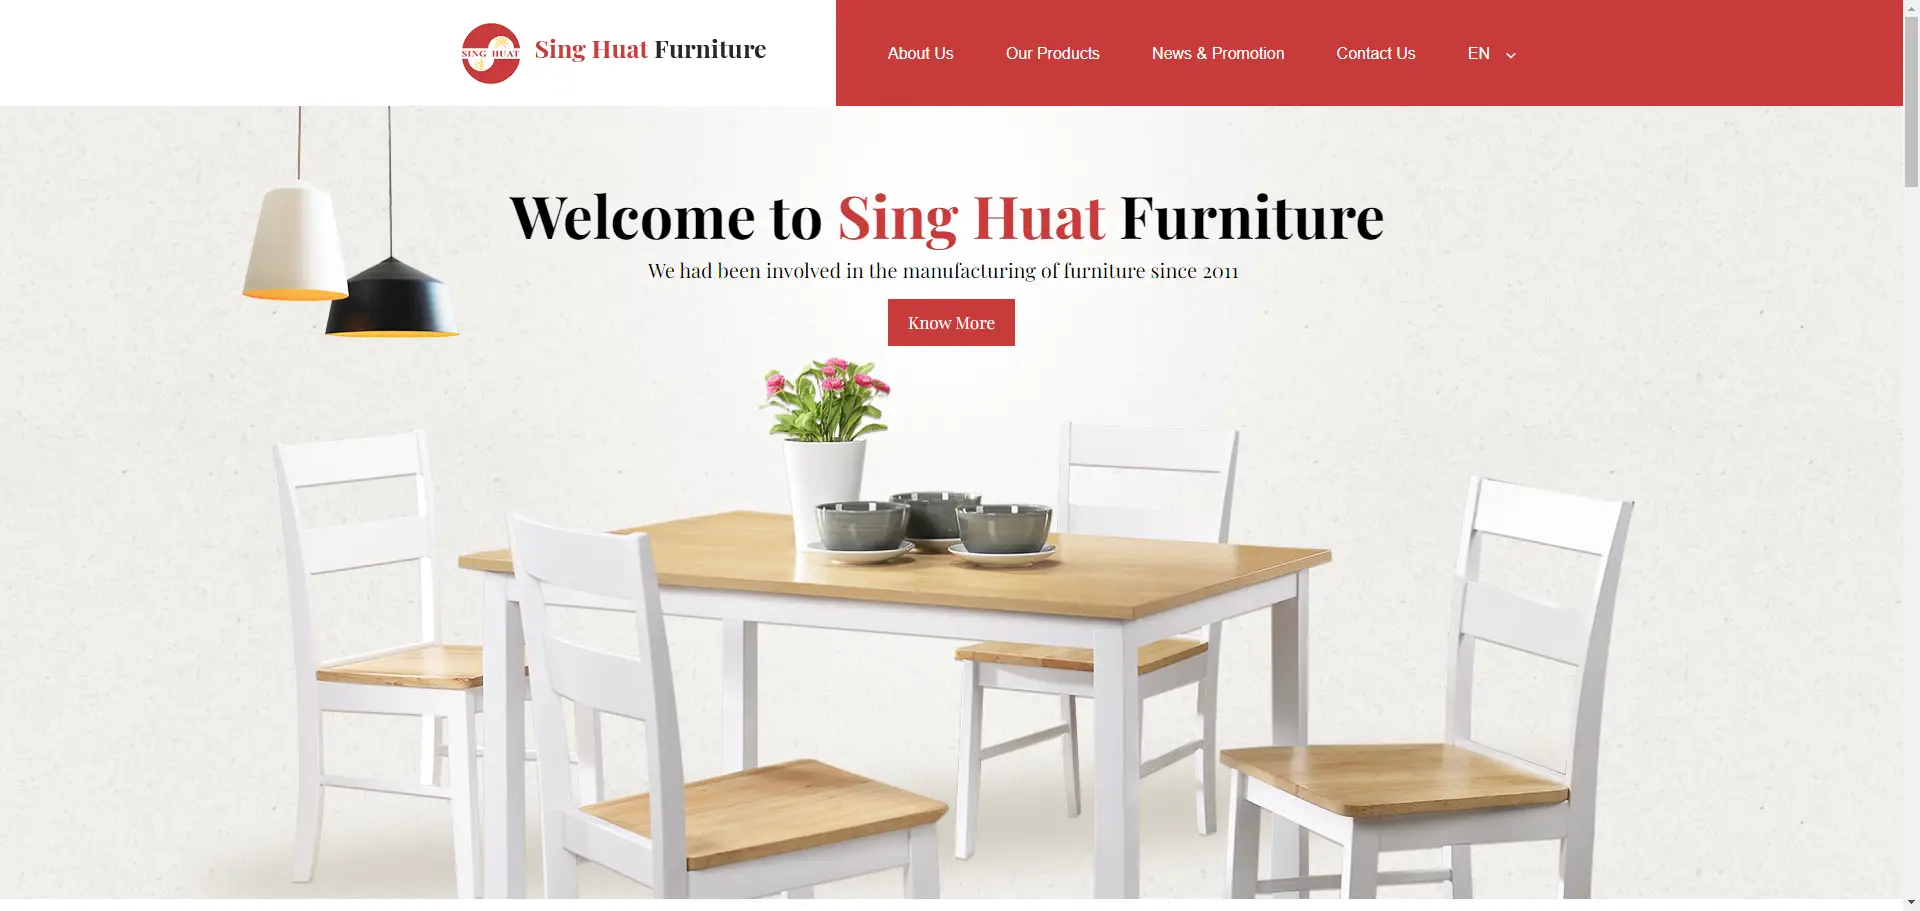 SING HUAT
Sing Huat Furniture
About Us
Our Products
News & Promotion
Contact Us
EN
Welcome to Sing Huat Furniture
We had been involved in the manufacturing of furniture since 2011
Know More